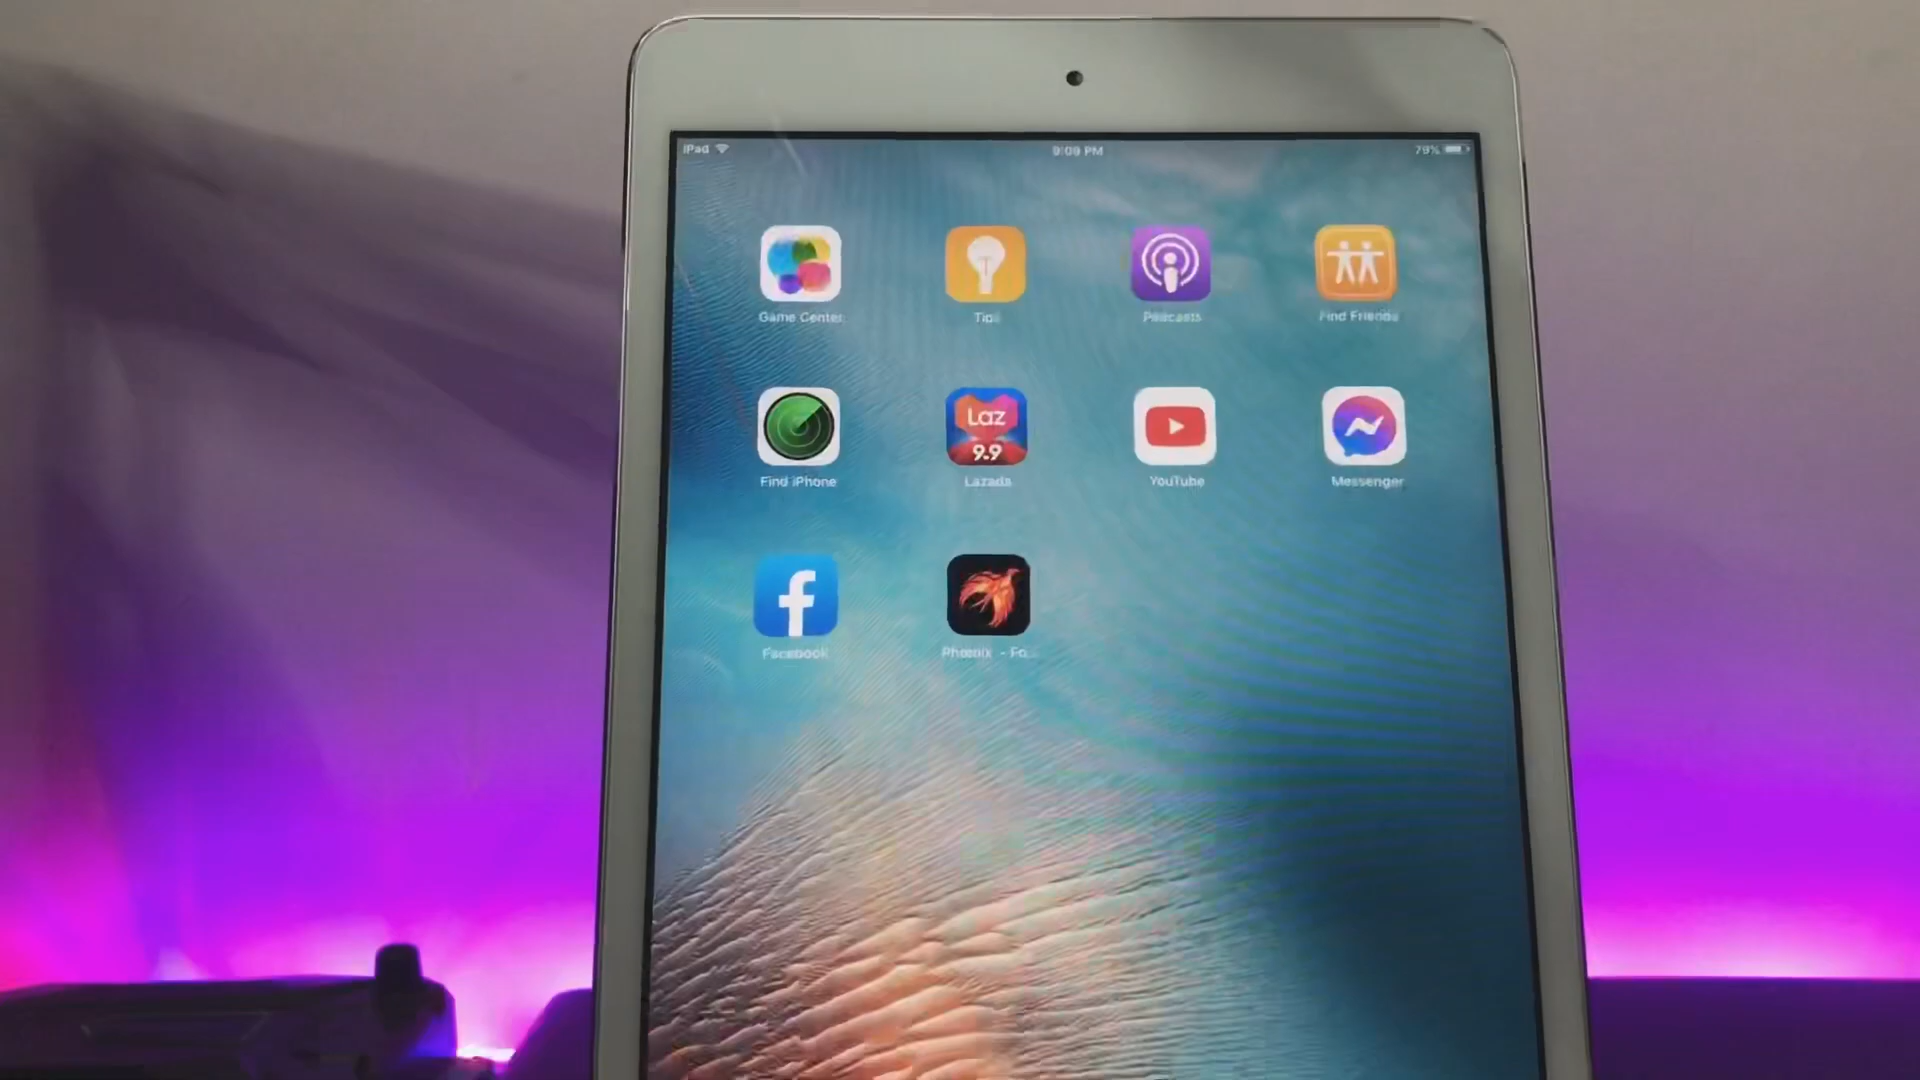 iPad 9:09 PM 79%
Game Center Tips Podcasts Find Friends
Laz
9.9
Find iPhone Lazada YouTube Messenger
f
Facebook Phoenix - Fo...